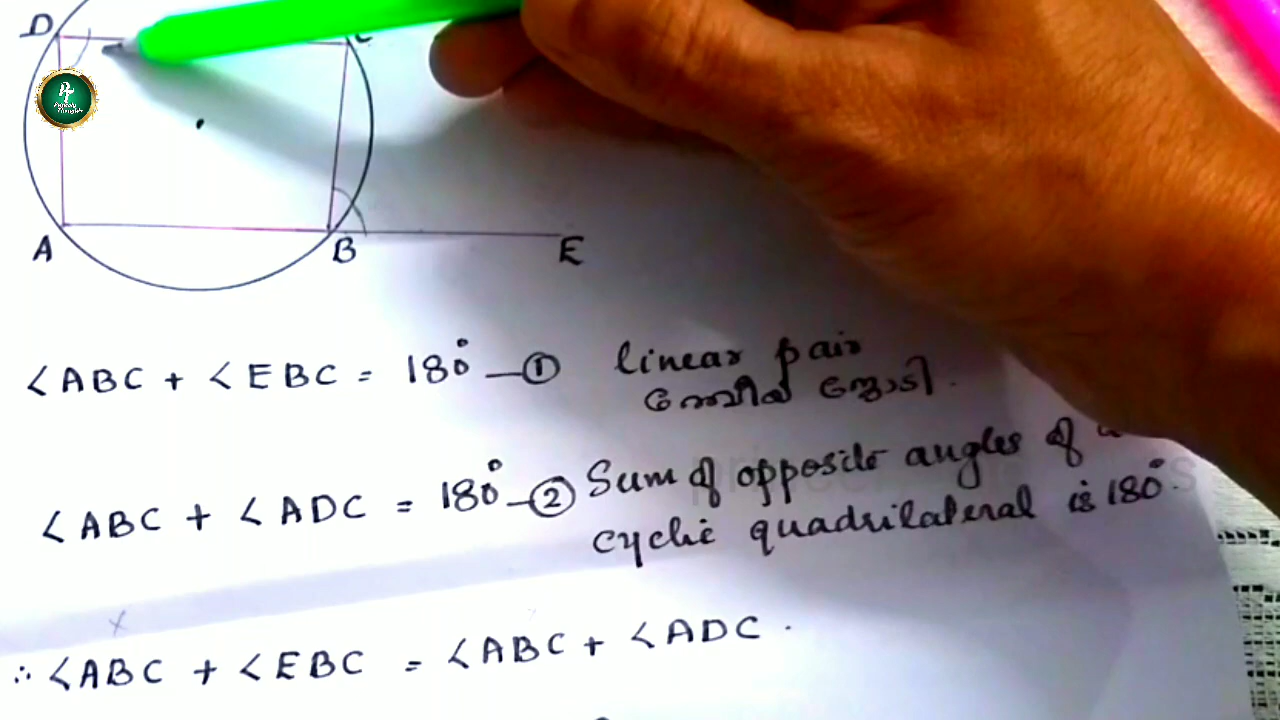 D
C
A B E
∠ABC + ∠EBC = 180° —① linear pair
രേഖീയ ജോടി.
∠ABC + ∠ADC = 180° —② Sum of opposite angles of a
cyclic quadrilateral is 180°.
∴ ∠ABC + ∠EBC = ∠ABC + ∠ADC.